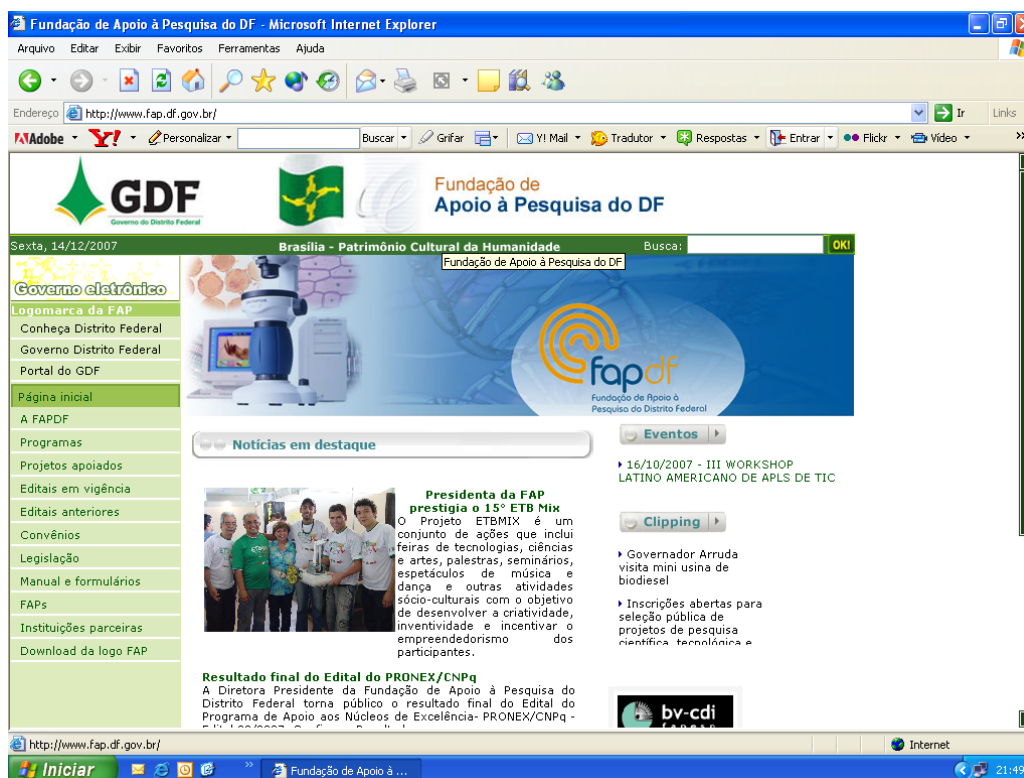 Fundação de Apoio à Pesquisa do DF - Microsoft Internet Explorer
Arquivo Editar Exibir Favoritos Ferramentas Ajuda
Endereço http://www.fap.df.gov.br/ Ir Links
Adobe Y! Personalizar Buscar Grifar Y! Mail Tradutor Respostas Entrar Flickr Vídeo
GDF
Governo do Distrito Federal
Fundação de
Apoio à Pesquisa do DF
Sexta, 14/12/2007 Brasília - Patrimônio Cultural da Humanidade Busca: OK!
Fundação de Apoio à Pesquisa do DF
Governo eletrônico
Logomarca da FAP
Conheça Distrito Federal
Governo Distrito Federal
Portal do GDF
Página inicial
A FAPDF
Programas
Projetos apoiados
Editais em vigência
Editais anteriores
Convênios
Legislação
Manual e formulários
FAPs
Instituições parceiras
Download da logo FAP
fapdf
Fundação de Apoio à
Pesquisa do Distrito Federal
Notícias em destaque
Presidenta da FAP
prestigia o 15° ETB Mix
O Projeto ETBMIX é um
conjunto de ações que inclui
feiras de tecnologias, ciências
e artes, palestras, seminários,
espetáculos de música e
dança e outras atividades
sócio-culturais com o objetivo
de desenvolver a criatividade,
inventividade e incentivar o
empreendedorismo dos
participantes.
Resultado final do Edital do PRONEX/CNPq
A Diretora Presidente da Fundação de Apoio à Pesquisa do
Distrito Federal torna público o resultado final do Edital do
Programa de Apoio aos Núcleos de Excelência- PRONEX/CNPq -
Eventos
16/10/2007 - III WORKSHOP
LATINO AMERICANO DE APLS DE TIC
Clipping
Governador Arruda
visita mini usina de
biodiesel
Inscrições abertas para
seleção pública de
projetos de pesquisa
científica, tecnológica e
bv-cdi
http://www.fap.df.gov.br/ Internet
Iniciar Fundação de Apoio à ... 21:49